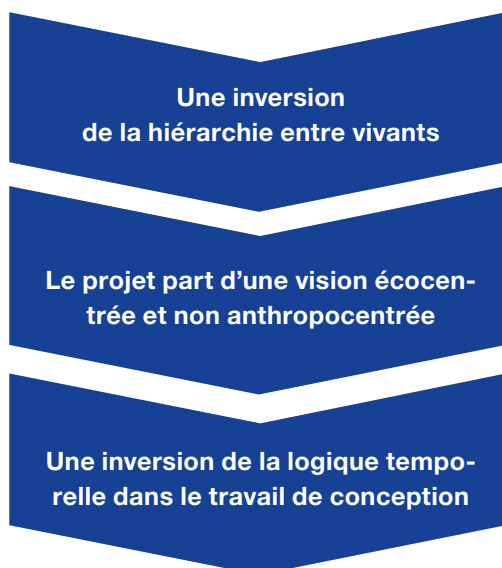 Une inversion
de la hiérarchie entre vivants
Le projet part d’une vision écocen-
trée et non anthropocentrée
Une inversion de la logique tempo-
relle dans le travail de conception